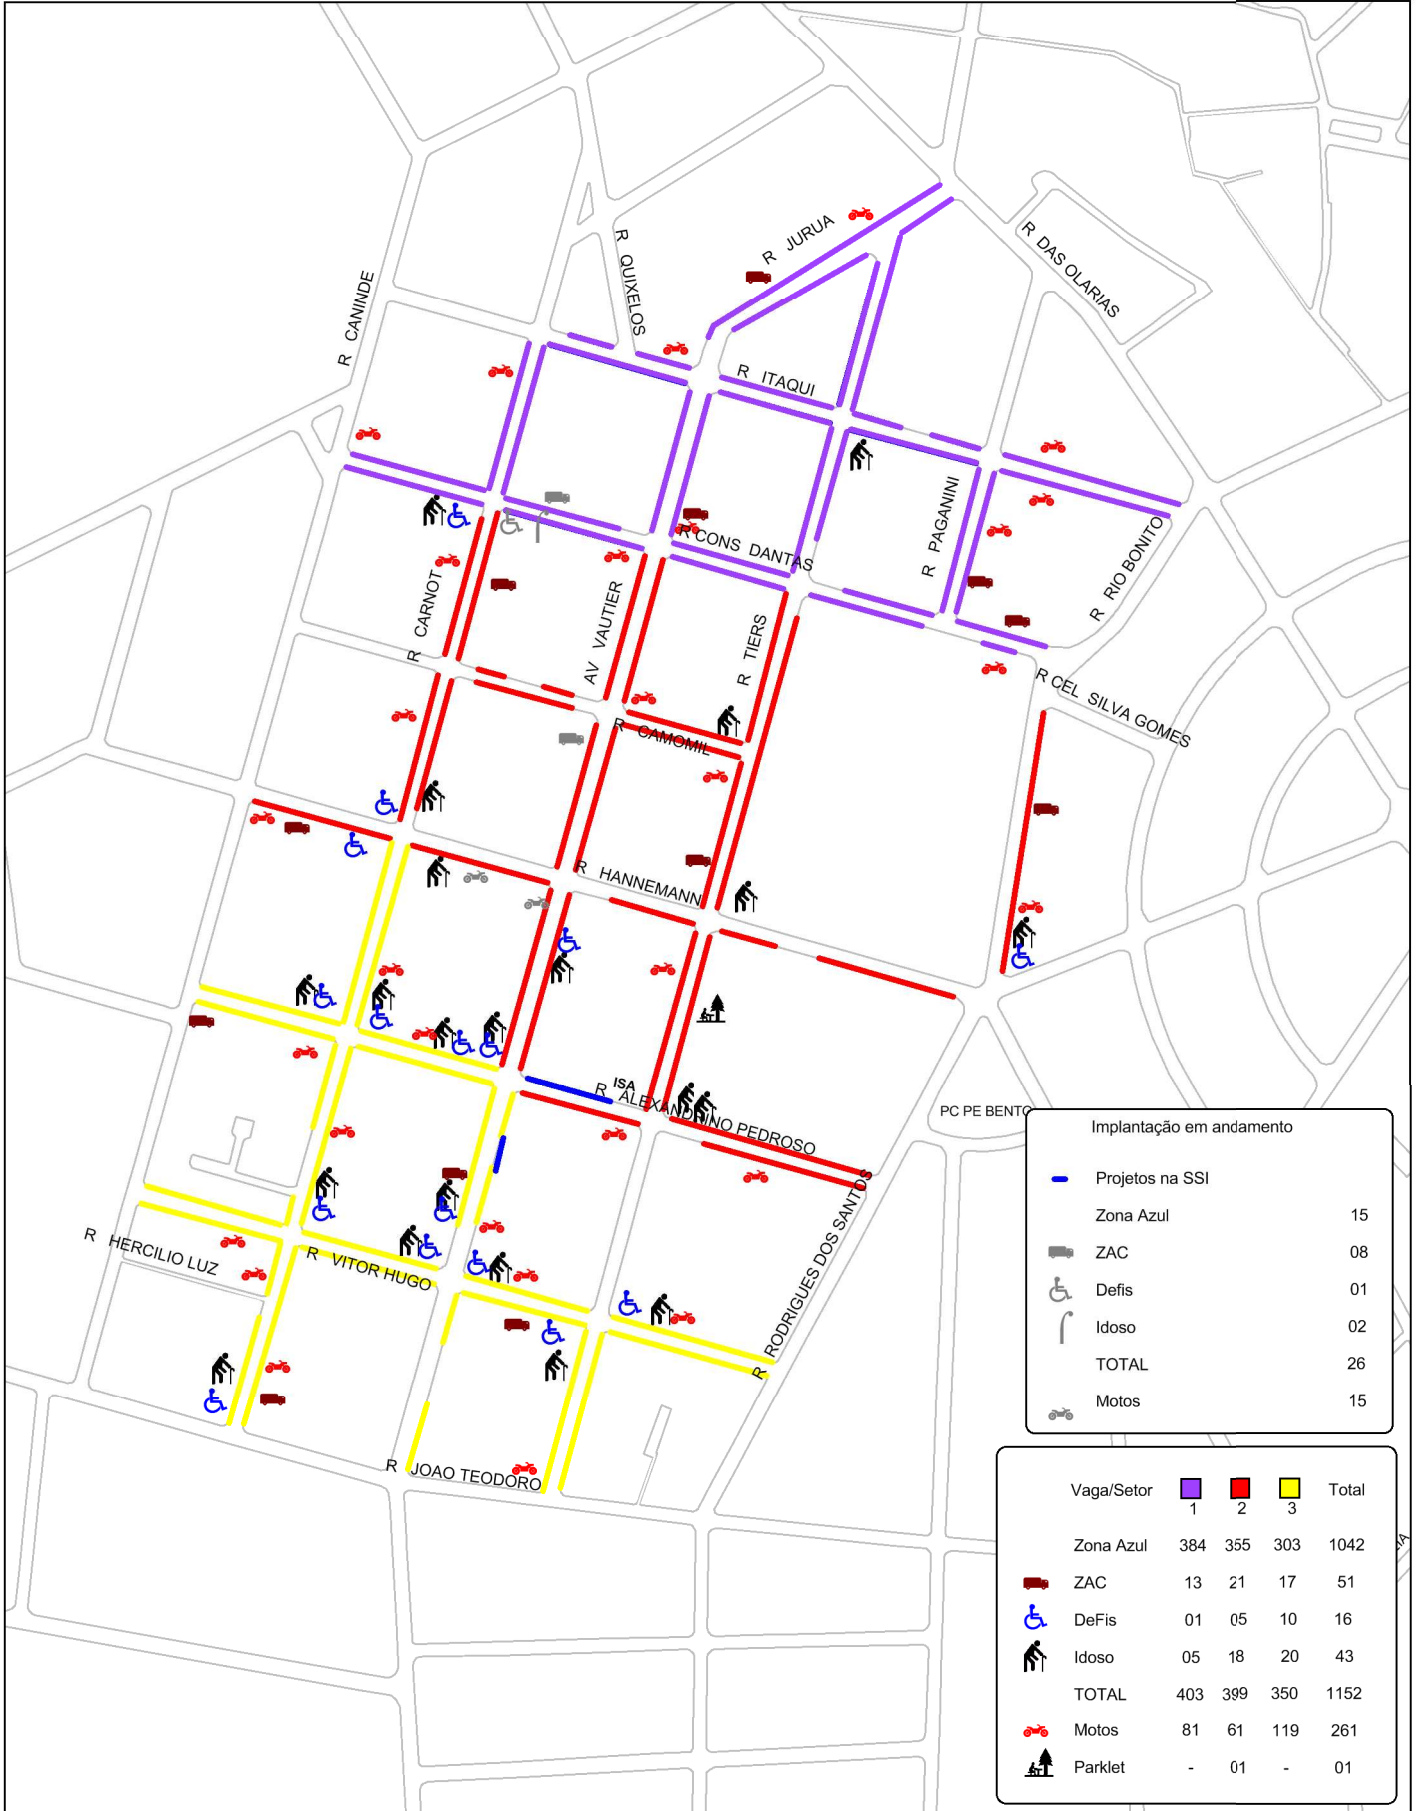 R JURUA
R QUIXELOS
R DAS OLARIAS
R CANINDE
R ITAQUI
R PAGANINI
R CONS DANTAS
R RIO BONITO
R CARNOT
AV VAUTIER
R TIERS
R CEL SILVA GOMES
R CAMOMIL
R HANNEMANN
ISA
R ALEXANDRINO PEDROSO
PC PE BENTO
R HERCILIO LUZ
R VITOR HUGO
R RODRIGUES DOS SANTOS
R JOAO TEODORO
Implantação em andamento
Projetos na SSI
Zona Azul 15
ZAC 08
Defis 01
Idoso 02
TOTAL 26
Motos 15
Vaga/Setor 1 2 3 Total
Zona Azul 384 355 303 1042
ZAC 13 21 17 51
DeFis 01 05 10 16
Idoso 05 18 20 43
TOTAL 403 399 350 1152
Motos 81 61 119 261
Parklet - 01 - 01